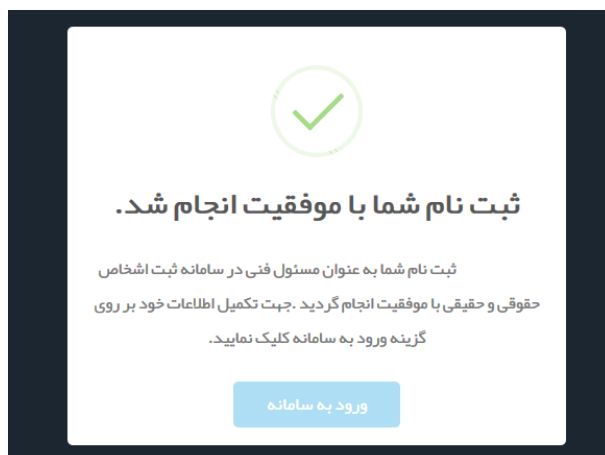 ثبت نام شما با موفقیت انجام شد.
ثبت نام شما به عنوان مسئول فنی در سامانه ثبت اشخاص
حقوقی و حقیقی با موفقیت انجام گردید .جهت تکمیل اطلاعات خود بر روی
گزینه ورود به سامانه کلیک نمایید.
ورود به سامانه